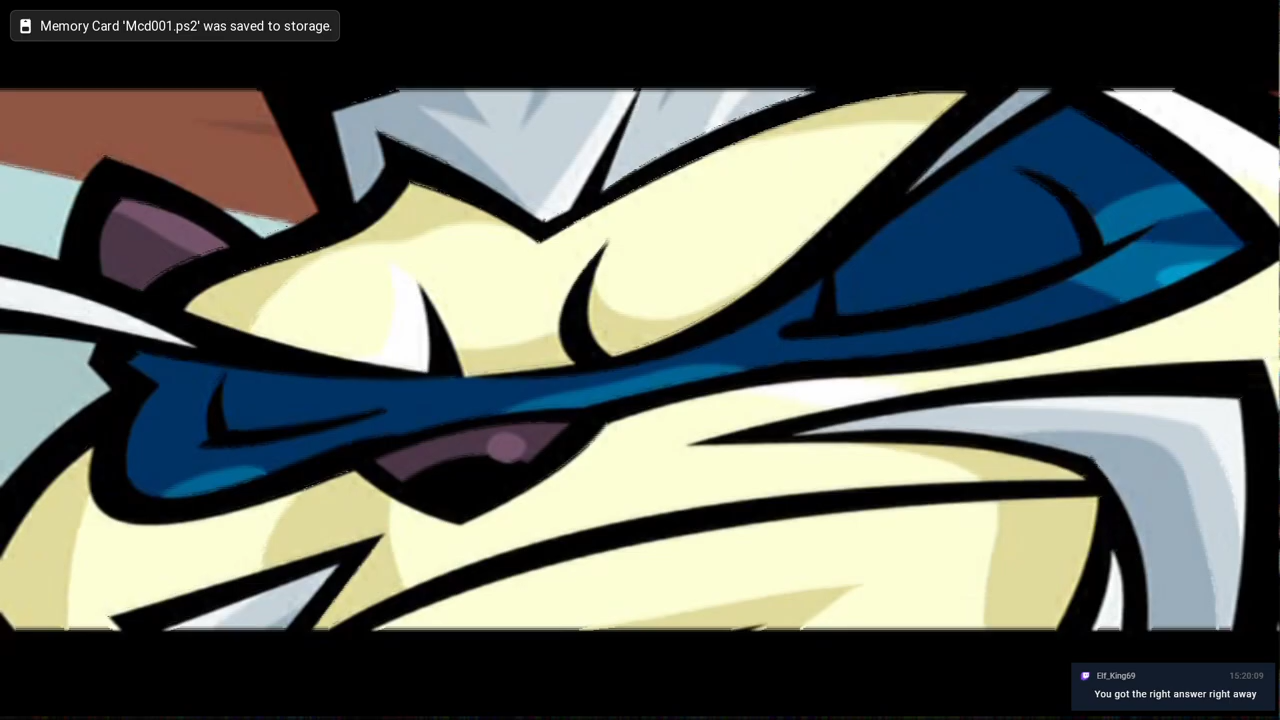 Memory Card 'Mcd001.ps2' was saved to storage.
Elf_King69 15:20:09
You got the right answer right away